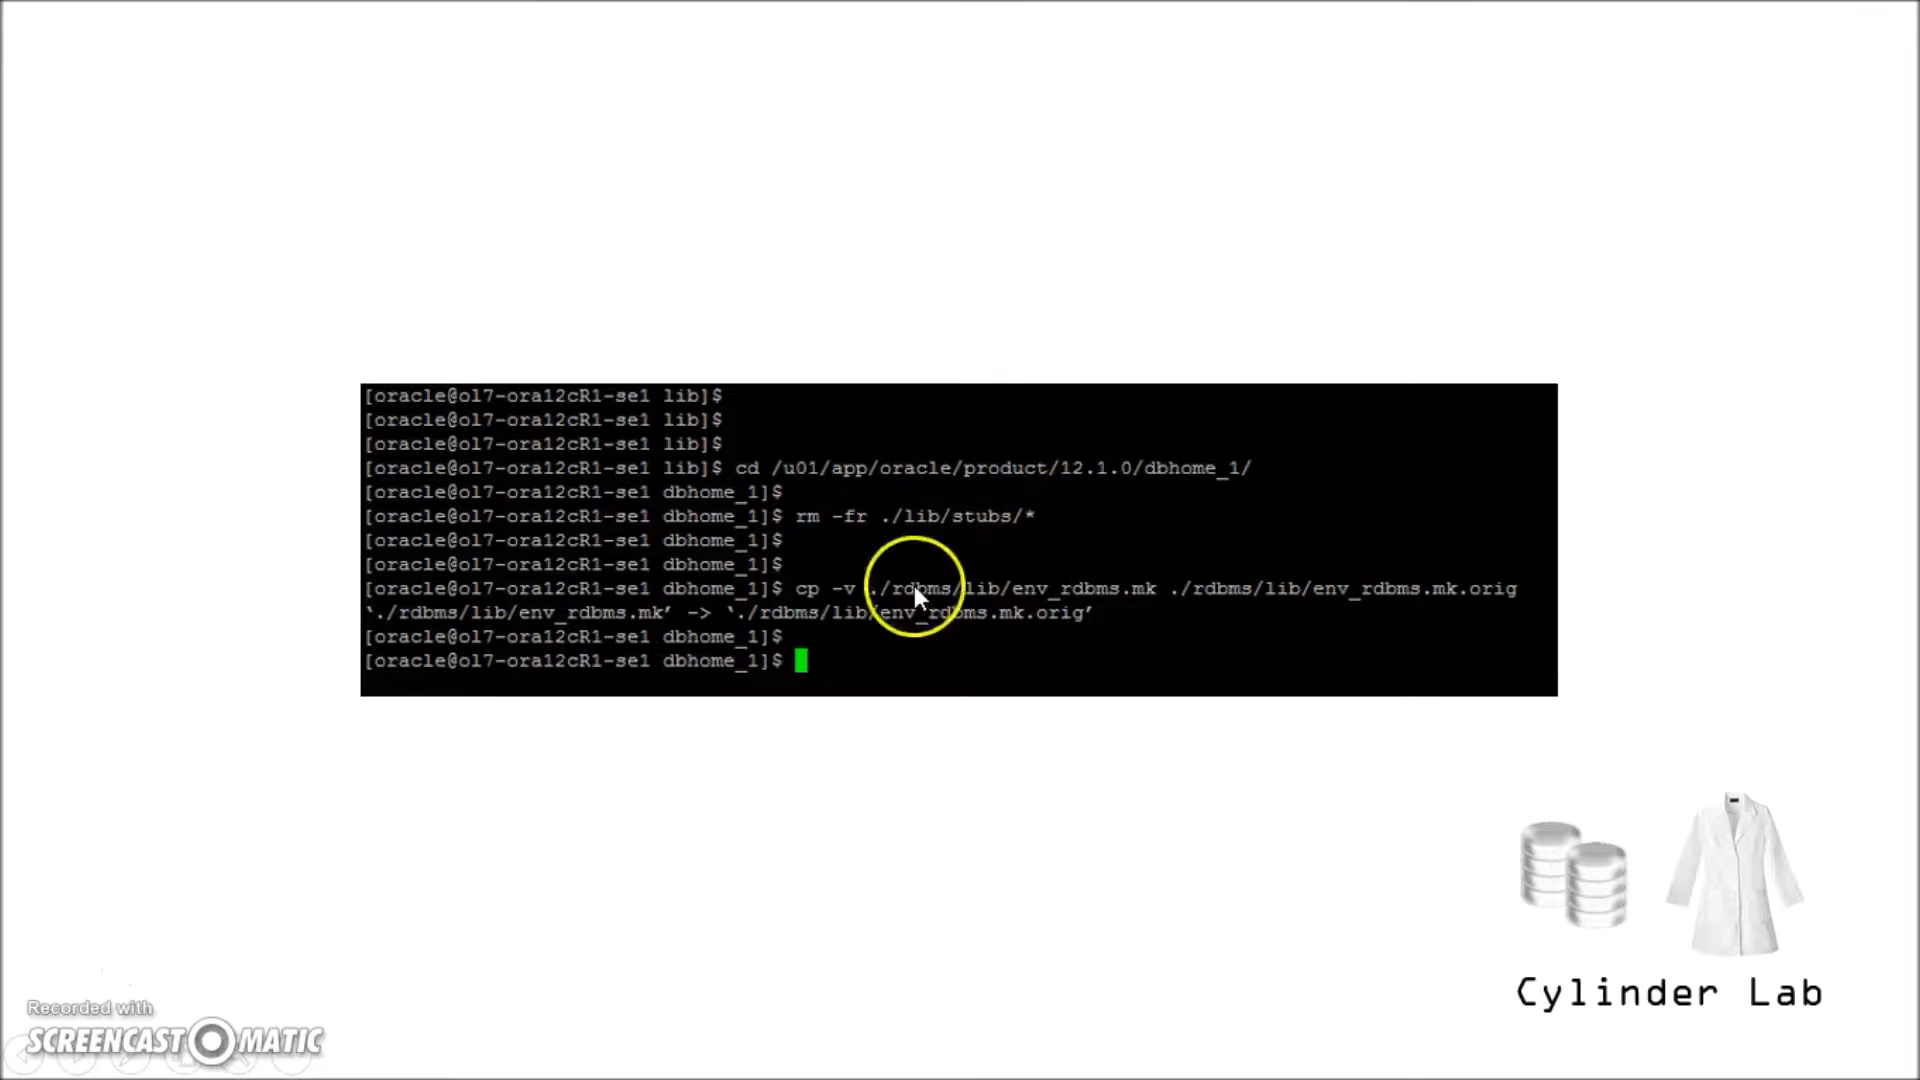 [oracle@ol7-ora12cR1-se1 lib]$
[oracle@ol7-ora12cR1-se1 lib]$
[oracle@ol7-ora12cR1-se1 lib]$
[oracle@ol7-ora12cR1-se1 lib]$ cd /u01/app/oracle/product/12.1.0/dbhome_1/
[oracle@ol7-ora12cR1-se1 dbhome_1]$
[oracle@ol7-ora12cR1-se1 dbhome_1]$ rm -fr ./lib/stubs/*
[oracle@ol7-ora12cR1-se1 dbhome_1]$
[oracle@ol7-ora12cR1-se1 dbhome_1]$
[oracle@ol7-ora12cR1-se1 dbhome_1]$ cp -v ./rdbms/lib/env_rdbms.mk ./rdbms/lib/env_rdbms.mk.orig
‘./rdbms/lib/env_rdbms.mk’ -> ‘./rdbms/lib/env_rdbms.mk.orig’
[oracle@ol7-ora12cR1-se1 dbhome_1]$
[oracle@ol7-ora12cR1-se1 dbhome_1]$
Cylinder Lab
Recorded with
SCREENCAST MATIC